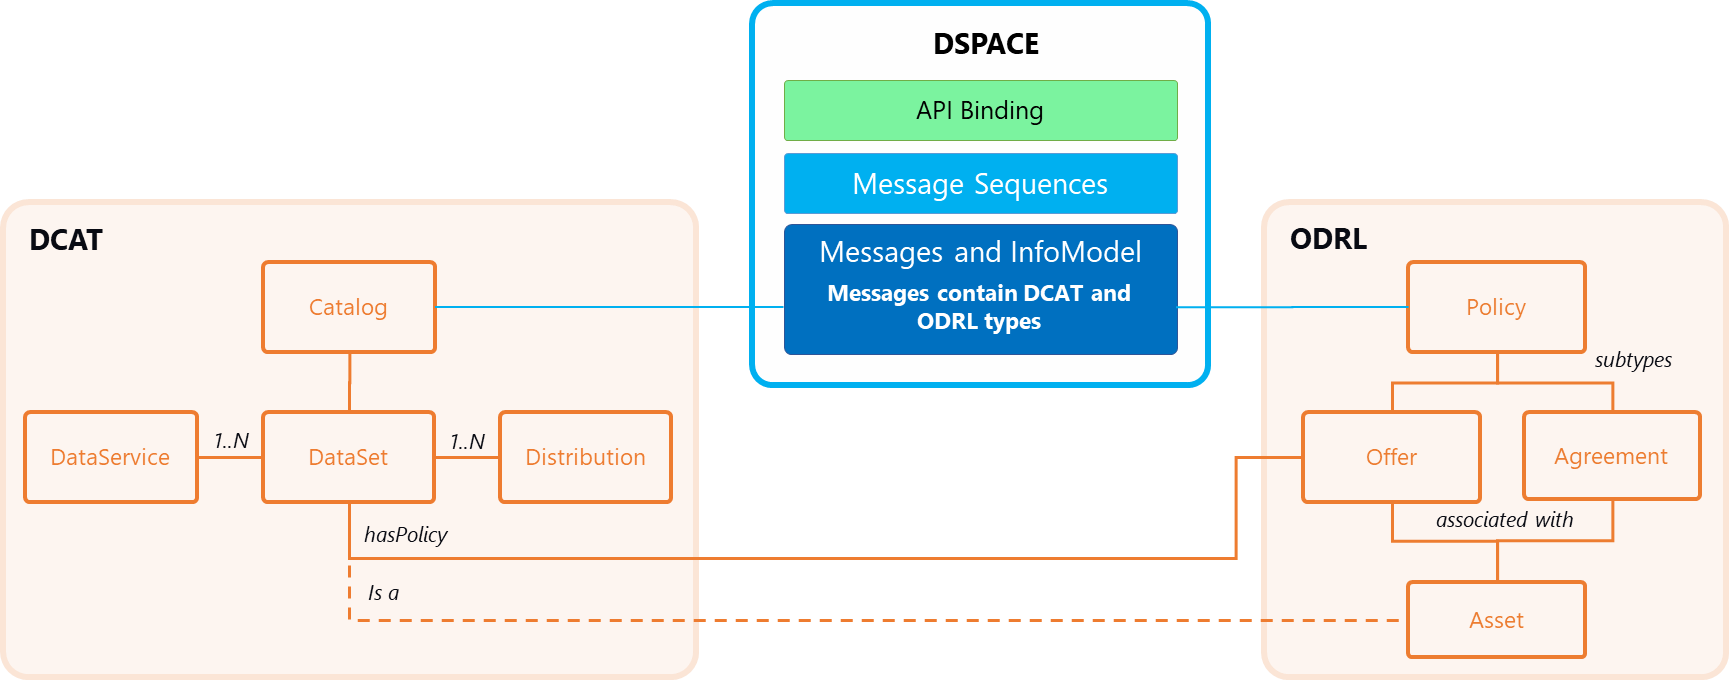 DSPACE
API Binding
Message Sequences
Messages and InfoModel
Messages contain DCAT and
ODRL types
DCAT
Catalog
DataService
1..N
DataSet
1..N
Distribution
hasPolicy
Is a
ODRL
Policy
subtypes
Offer
Agreement
associated with
Asset